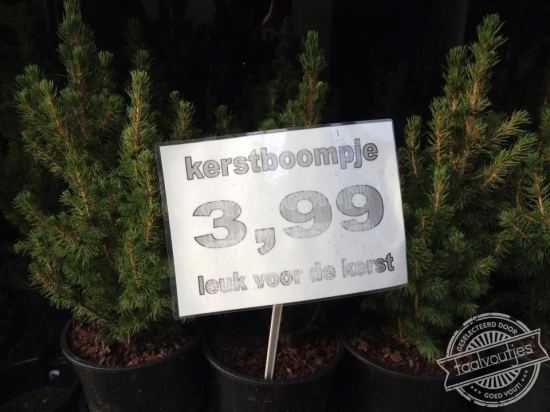 kerstboompje
3,99
leuk voor de kerst
GESELECTEERD DOOR
taalvoutjes
GOED VOUT!